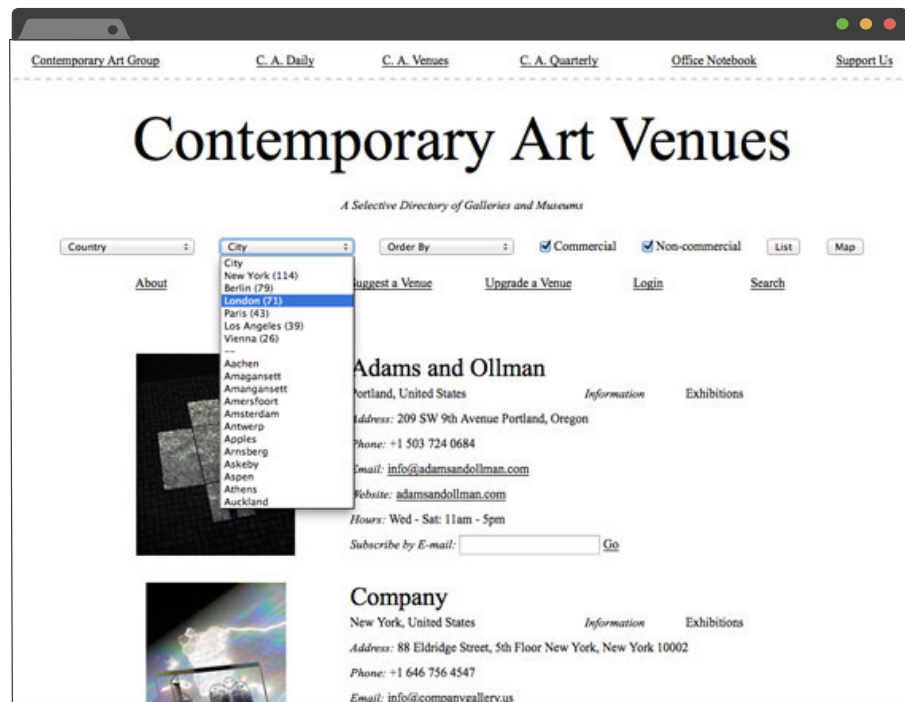 Contemporary Art Group C. A. Daily C. A. Venues C. A. Quarterly Office Notebook Support Us
Contemporary Art Venues
A Selective Directory of Galleries and Museums
Country City Order By Commercial Non-commercial List Map
City
New York (114)
Berlin (79)
London (71)
Paris (43)
Los Angeles (39)
Vienna (26)
--
Aachen
Amagansett
Amangansett
Amersfoort
Amsterdam
Antwerp
Apples
Arnsberg
Askeby
Aspen
Athens
Auckland
About Suggest a Venue Upgrade a Venue Login Search
Adams and Ollman
Portland, United States Information Exhibitions
Address: 209 SW 9th Avenue Portland, Oregon
Phone: +1 503 724 0684
Email: info@adamsandollman.com
Website: adamsandollman.com
Hours: Wed - Sat: 11am - 5pm
Subscribe by E-mail: Go
Company
New York, United States Information Exhibitions
Address: 88 Eldridge Street, 5th Floor New York, New York 10002
Phone: +1 646 756 4547
Email: info@companygallery.us